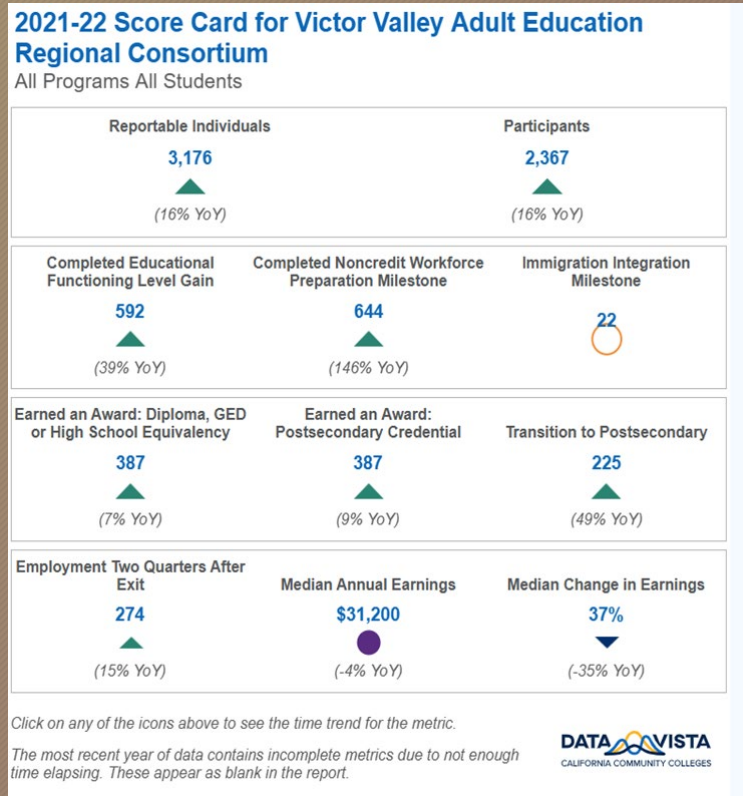 2021-22 Score Card for Victor Valley Adult Education
Regional Consortium
All Programs All Students
Reportable Individuals
3,176
(16% YoY)
Participants
2,367
(16% YoY)
Completed Educational
Functioning Level Gain
592
(39% YoY)
Completed Noncredit Workforce
Preparation Milestone
644
(146% YoY)
Immigration Integration
Milestone
22
Earned an Award: Diploma, GED
or High School Equivalency
387
(7% YoY)
Earned an Award:
Postsecondary Credential
387
(9% YoY)
Transition to Postsecondary
225
(49% YoY)
Employment Two Quarters After
Exit
274
(15% YoY)
Median Annual Earnings
$31,200
(-4% YoY)
Median Change in Earnings
37%
(-35% YoY)
Click on any of the icons above to see the time trend for the metric.
The most recent year of data contains incomplete metrics due to not enough
time elapsing. These appear as blank in the report.
DATA VISTA
CALIFORNIA COMMUNITY COLLEGES